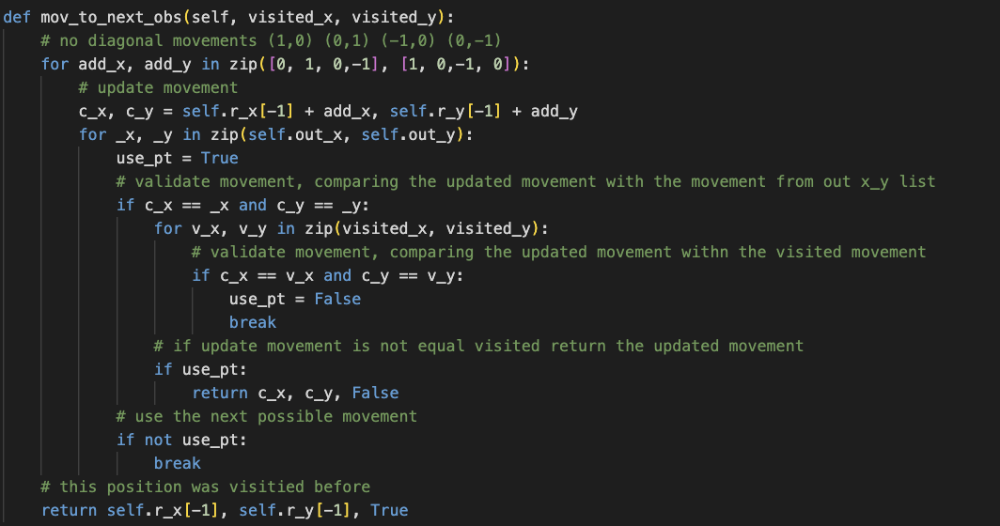 def mov_to_next_obs(self, visited_x, visited_y):
    # no diagonal movements (1,0) (0,1) (-1,0) (0,-1)
    for add_x, add_y in zip([0, 1, 0,-1], [1, 0,-1, 0]):
        # update movement
        c_x, c_y = self.r_x[-1] + add_x, self.r_y[-1] + add_y
        for _x, _y in zip(self.out_x, self.out_y):
            use_pt = True
            # validate movement, comparing the updated movement with the movement from out x_y list
            if c_x == _x and c_y == _y:
                for v_x, v_y in zip(visited_x, visited_y):
                    # validate movement, comparing the updated movement withn the visited movement
                    if c_x == v_x and c_y == v_y:
                        use_pt = False
                        break
                # if update movement is not equal visited return the updated movement
                if use_pt:
                    return c_x, c_y, False
            # use the next possible movement
            if not use_pt:
                break
    # this position was visitied before
    return self.r_x[-1], self.r_y[-1], True